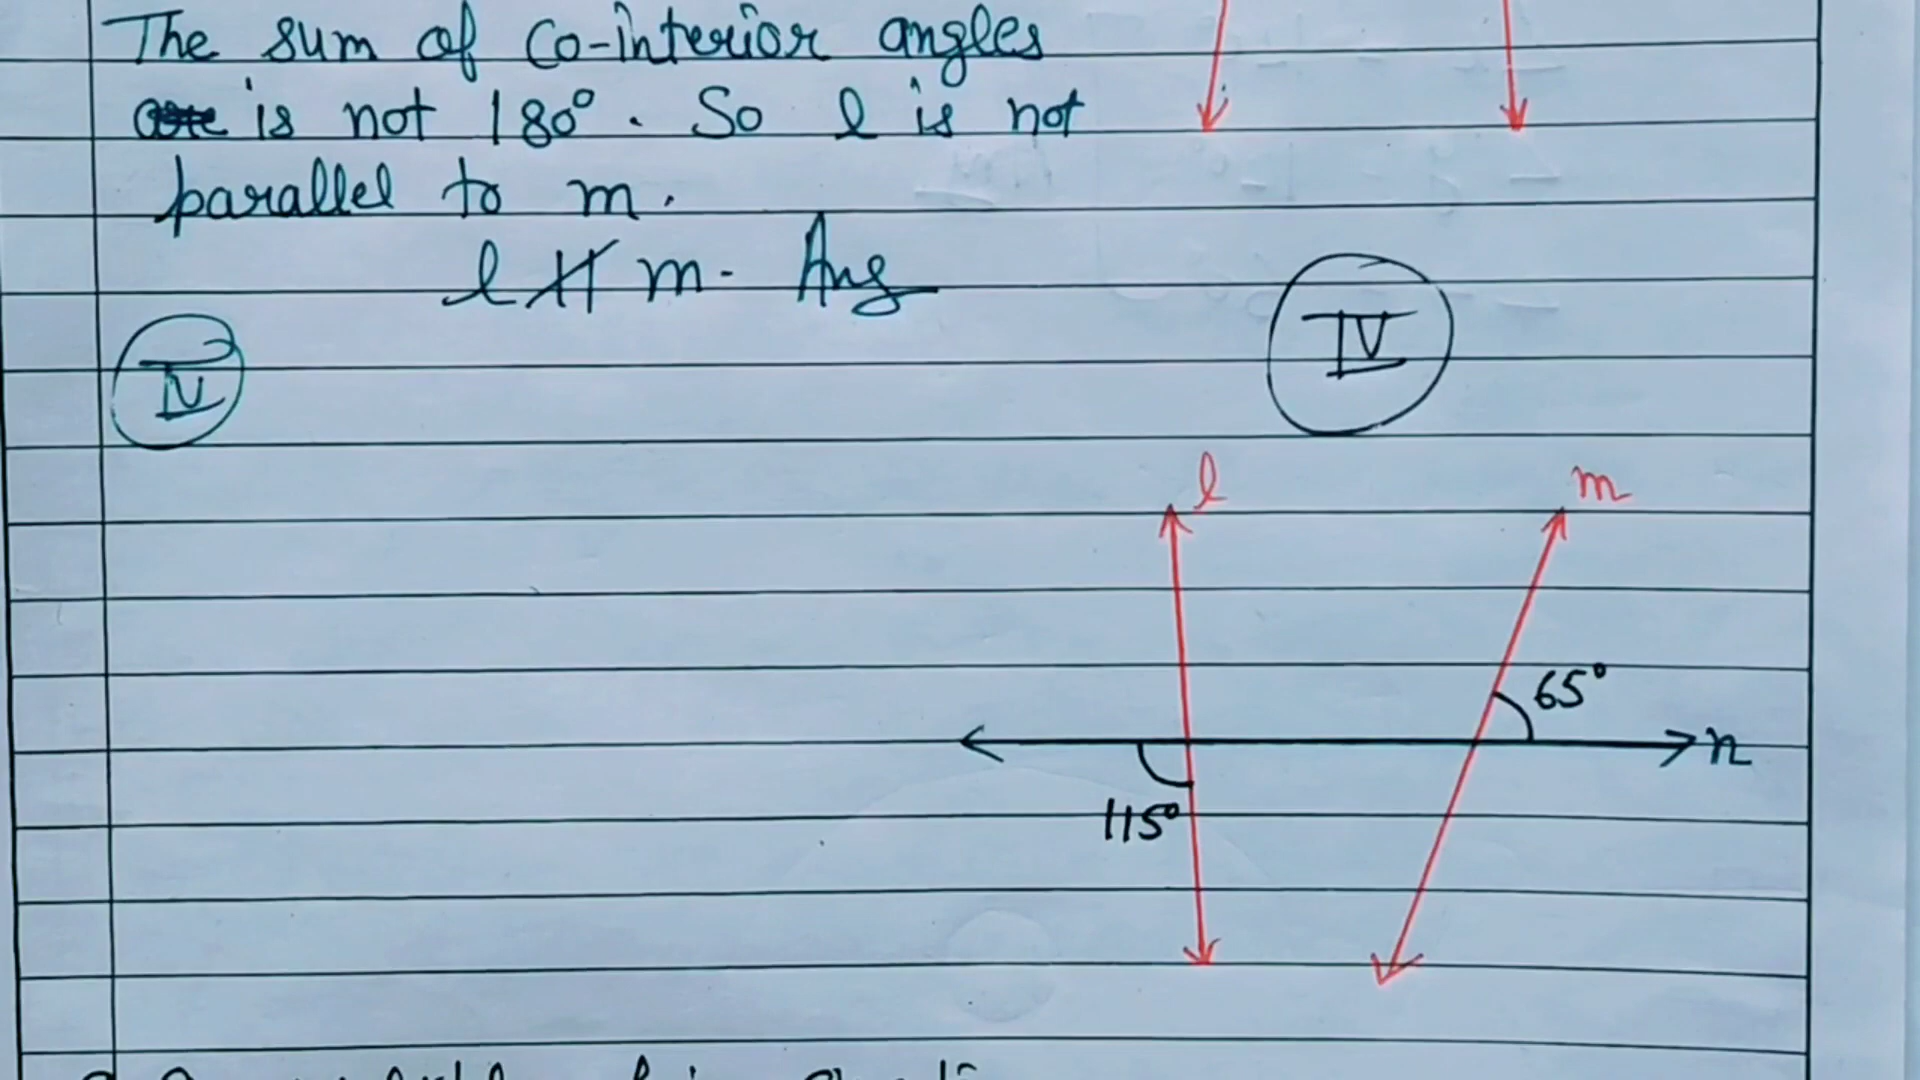 The sum of co-interior angles
is not 180°. So l is not
parallel to m.
l ∦ m. Ans
IV
IV
l
m
65°
n
115°